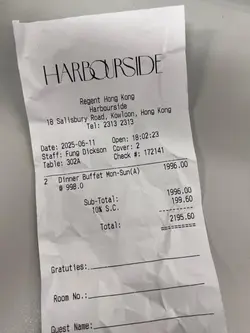 HARBOURSIDE
Regent Hong Kong
Harbourside
18 Salisbury Road, Kowloon, Hong Kong
Tel: 2313 2313
Date: 2025-06-11 Open: 18:02:23
Staff: Fung Dickson Cover: 2
Table: 302A Check #: 172141
2 Dinner Buffet Mon-Sun(A) 1996.00
@ 998.0
Sub-Total: 1996.00
10% S.C. 199.60
Total: 2195.60
Gratuties:
Room No.:
Guest Name: